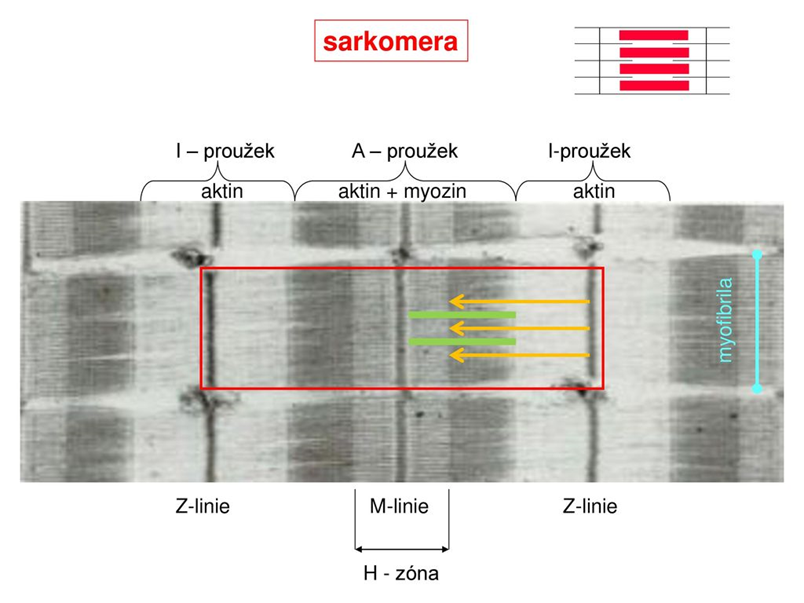 sarkomera
I – proužek
A – proužek
I-proužek
aktin
aktin + myozin
aktin
myofibrila
Z-linie
M-linie
Z-linie
H - zóna